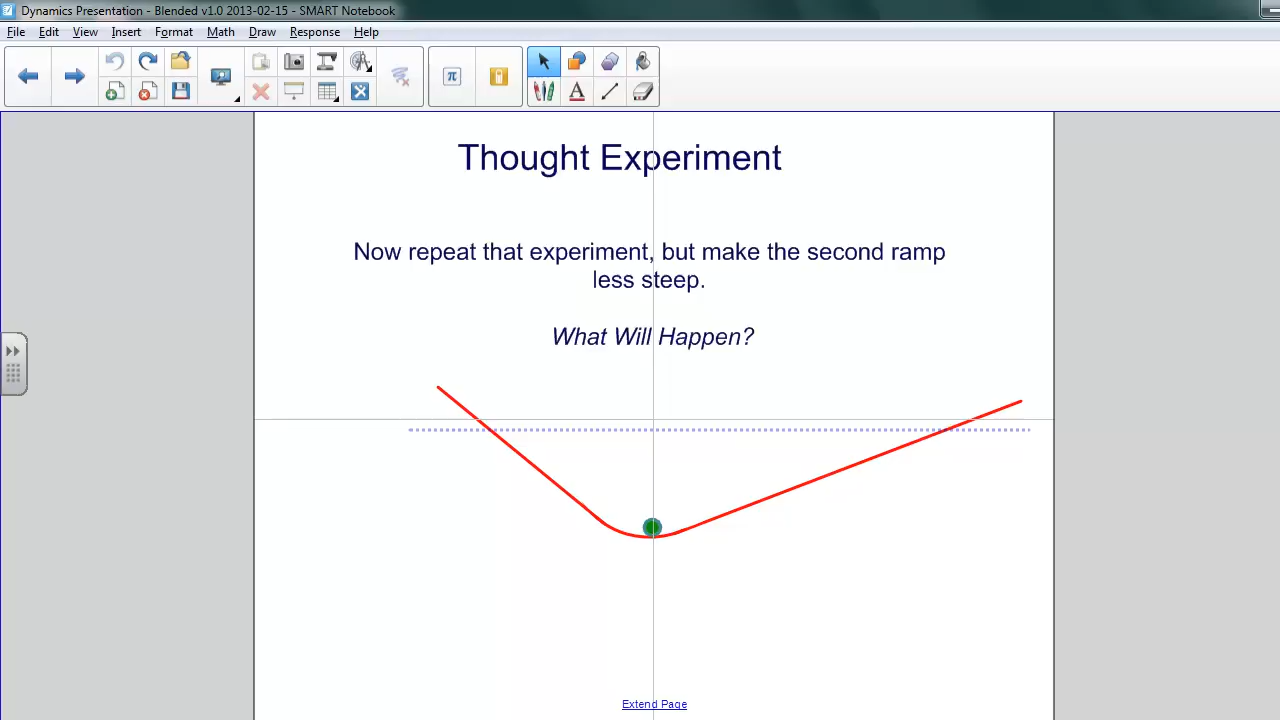 Dynamics Presentation - Blended v1.0 2013-02-15 - SMART Notebook
File Edit View Insert Format Math Draw Response Help
π
A
Thought Experiment
Now repeat that experiment, but make the second ramp
less steep.
What Will Happen?
Extend Page